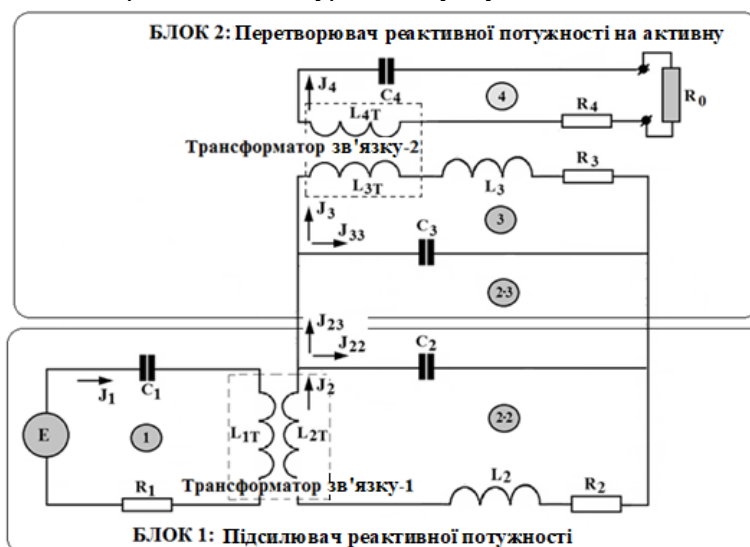 БЛОК 2: Перетворювач реактивної потужності на активну
J4
C4
4
R0
L4T
R4
Трансформатор зв'язку-2
L3T
L3
R3
J3
3
J33
C3
2-3
J23
J22
C2
J1
C1
J2
E
1
L1T
L2T
2-2
R1
Трансформатор зв'язку-1
L2
R2
БЛОК 1: Підсилювач реактивної потужності